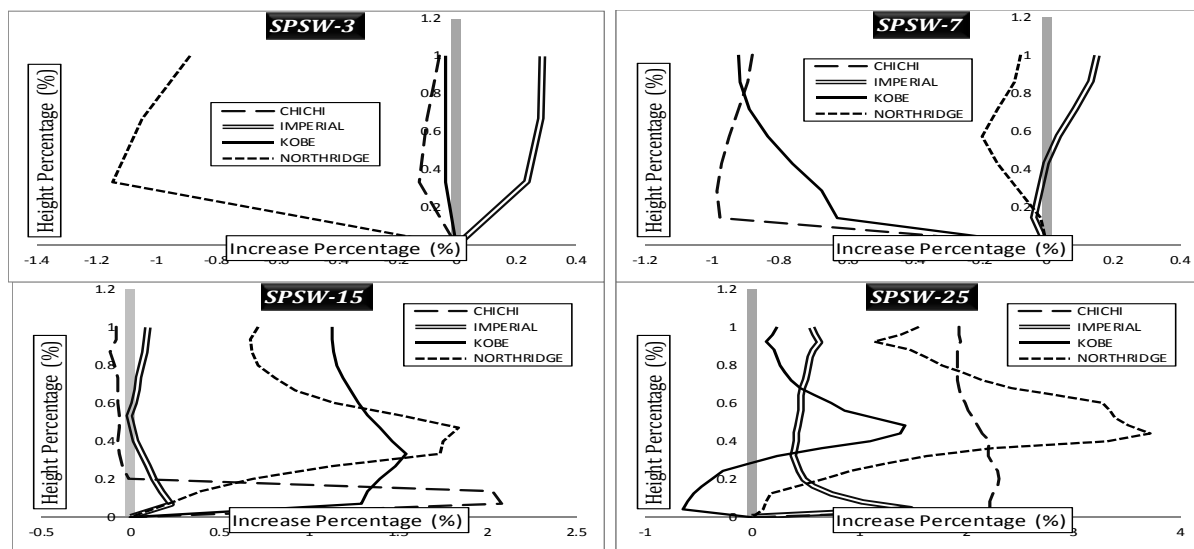 SPSW-3
1.2
1
0.8
0.6
0.4
0.2
0
Height Percentage (%)
CHICHI
IMPERIAL
KOBE
NORTHRIDGE
Increase Percentage (%)
-1.4 -1.2 -1 -0.8 -0.6 -0.4 -0.2 0 0.2 0.4
SPSW-7
1.2
1
0.8
0.6
0.4
0.2
0
Height Percentage (%)
CHICHI
IMPERIAL
KOBE
NORTHRIDGE
Increase Percentage (%)
-1.2 -1 -0.8 -0.6 -0.4 -0.2 0 0.2 0.4
SPSW-15
1.2
1
0.8
0.6
0.4
0.2
0
Height Percentage (%)
CHICHI
IMPERIAL
KOBE
NORTHRIDGE
Increase Percentage (%)
-0.5 0 0.5 1 1.5 2 2.5
SPSW-25
1.2
1
0.8
0.6
0.4
0.2
0
Height Percentage (%)
CHICHI
IMPERIAL
KOBE
NORTHRIDGE
Increase Percentage (%)
-1 0 1 2 3 4